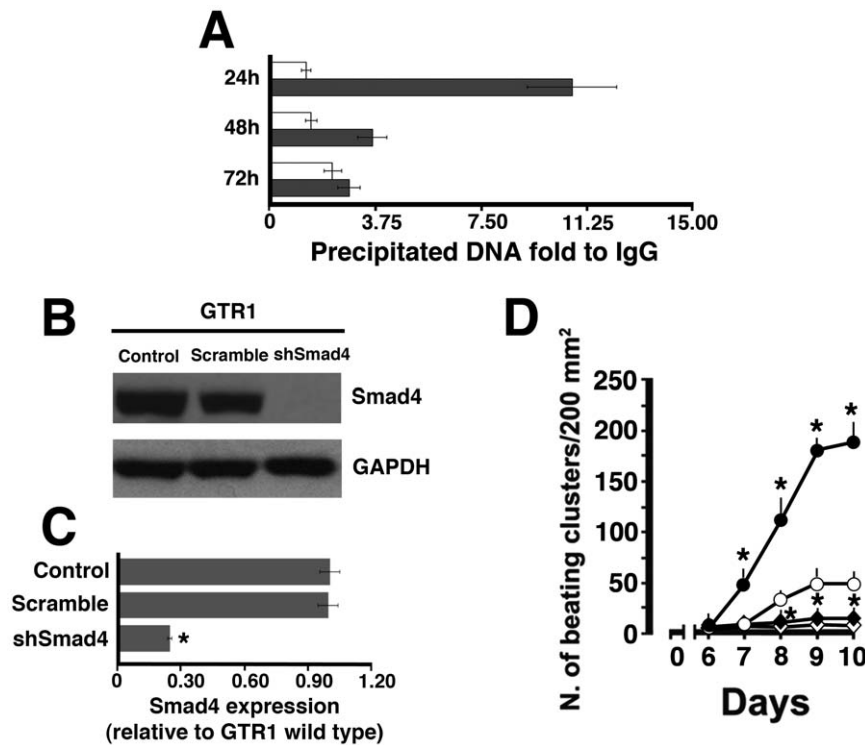 A
24h
48h
72h
0 3.75 7.50 11.25 15.00
Precipitated DNA fold to IgG
B
GTR1
Control Scramble shSmad4
Smad4
GAPDH
C
Control
Scramble
shSmad4 *
0 0.30 0.60 0.90 1.20
Smad4 expression
(relative to GTR1 wild type)
D
N. of beating clusters/200 mm²
250
200
150
100
50
0
* * * *
* * *
0 6 7 8 9 10
Days